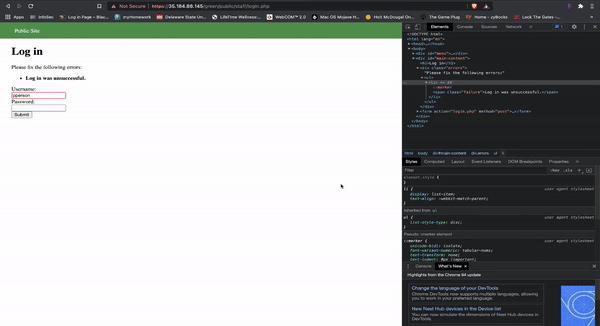 Not Secure | https://35.184.88.145/green/public/staff/login.php
Apps
InfoSec
Log in Page – Blac...
myHomework
Delaware State Un...
LifeTime Wellness...
WebCOM™ 2.0
Mac OS Mojave H...
Hot McDougal On...
The Game Plug
Home - zyBooks
Lock The Gates -...
Public Site
Log in
Please fix the following errors:
• Log in was unsuccessful.
Username:
pperson
Password:
Submit
Elements
Console
Sources
Network
<!DOCTYPE html>
<html lang="en">
<head>…</head>
<body>
<div id="menu">…</div>
<div id="main-content">
<h1>Log in</h1>
<div class="errors">
"Please fix the following errors:"
<ul>
<li> == $0
::marker
<span class="failure">Log in was unsuccessful.</span>
</li>
</ul>
</div>
<form action="login.php" method="post">…</form>
</div>
</body>
</html>
html body div#main-content div.errors ul li
Styles
Computed
Layout
Event Listeners
DOM Breakpoints
Properties
Filter
:hov .cls
element.style {
}
li {
user agent stylesheet
display: list-item;
text-align: -webkit-match-parent;
}
Inherited from ul
ul {
user agent stylesheet
list-style-type: disc;
}
Pseudo ::marker element
::marker {
user agent stylesheet
unicode-bidi: isolate;
font-variant-numeric: tabular-nums;
text-transform: none;
text-indent: 0px !important;
Console
What's New ×
Highlights from the Chrome 94 update
Change the language of your DevTools
Chrome DevTools now supports multiple languages, allowing you to work in your preferred language.
New Nest Hub devices in the Device list
You can now simulate the dimensions of Nest Hub devices in DevTools.